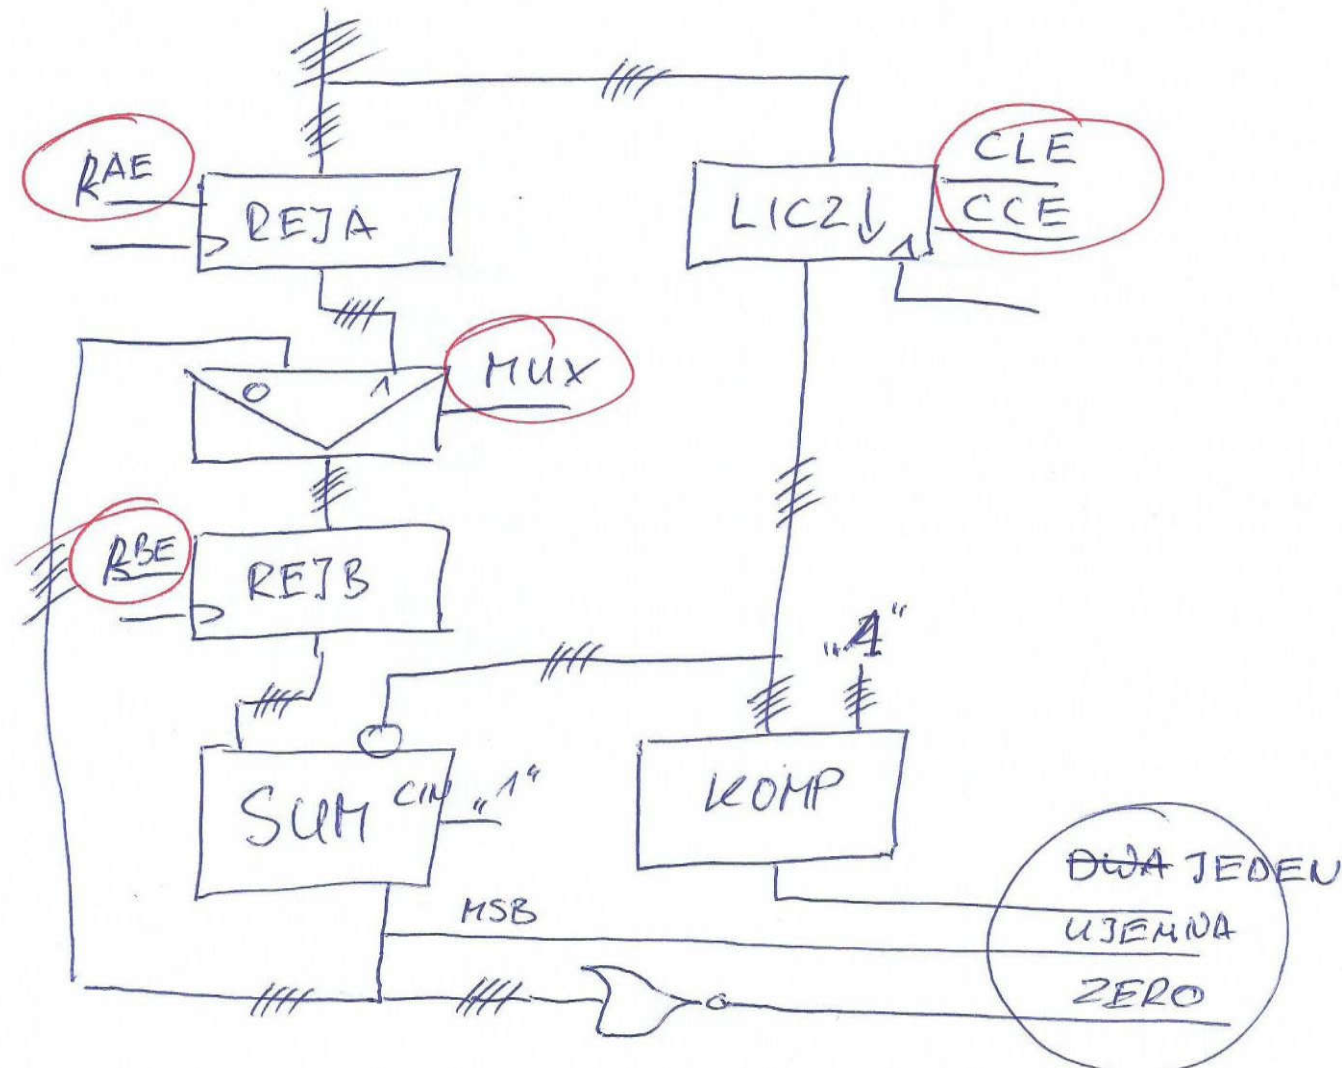 CLE
RAE
CCE
REJA
LICZ↓
MUX
0 1
RBE
REJB
„1"
SUM CIN „1"
KOMP
DWA JEDEN
MSB
UJEMNA
ZERO